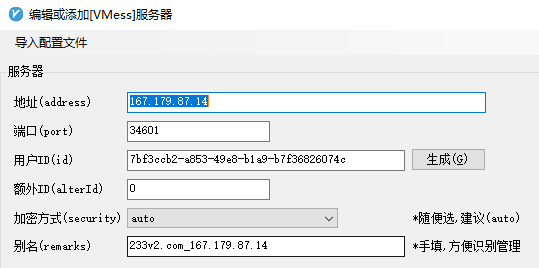 编辑或添加[VMess]服务器
导入配置文件
服务器
地址(address) 167.179.87.14
端口(port) 34601
用户ID(id) 7bf3ccb2-a853-49e8-b1a9-b7f36826074c 生成(G)
额外ID(alterId) 0
加密方式(security) auto *随便选,建议(auto)
别名(remarks) 233v2.com_167.179.87.14 *手填,方便识别管理